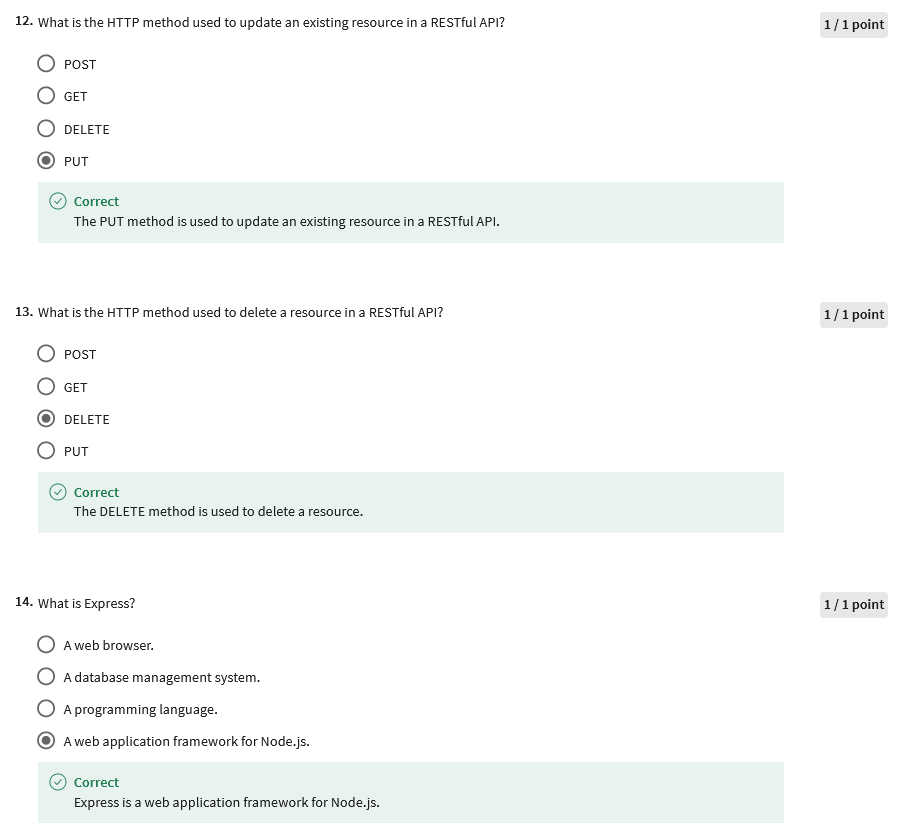 12. What is the HTTP method used to update an existing resource in a RESTful API? 1 / 1 point
POST
GET
DELETE
PUT
Correct
The PUT method is used to update an existing resource in a RESTful API.
13. What is the HTTP method used to delete a resource in a RESTful API? 1 / 1 point
POST
GET
DELETE
PUT
Correct
The DELETE method is used to delete a resource.
14. What is Express? 1 / 1 point
A web browser.
A database management system.
A programming language.
A web application framework for Node.js.
Correct
Express is a web application framework for Node.js.